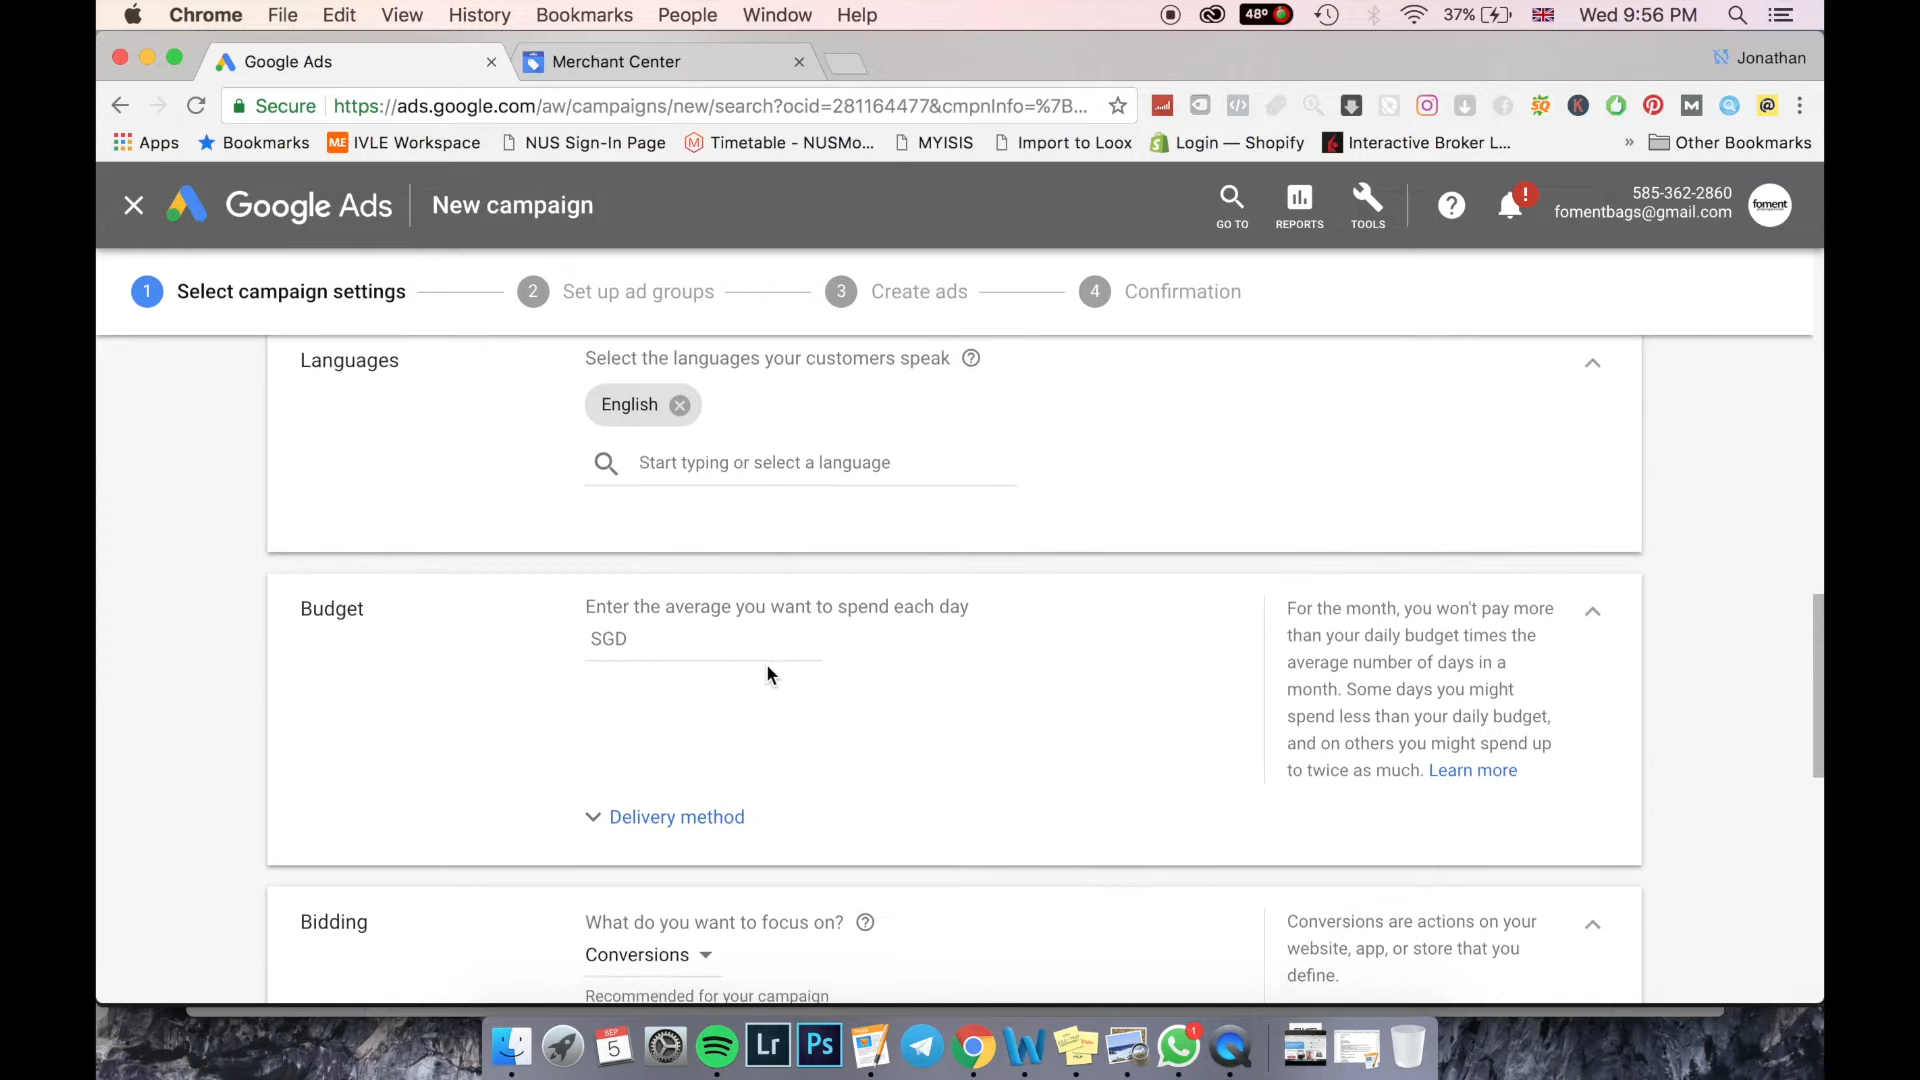 Chrome File Edit View History Bookmarks People Window Help 48° 37% Wed 9:56 PM
Google Ads Merchant Center Jonathan
Secure https://ads.google.com/aw/campaigns/new/search?ocid=281164477&cmpnInfo=%7B...
Apps Bookmarks IVLE Workspace NUS Sign-In Page Timetable - NUSMo... MYISIS Import to Loox Login — Shopify Interactive Broker L... » Other Bookmarks
Google Ads New campaign GO TO REPORTS TOOLS 585-362-2860
fomentbags@gmail.com foment
1 Select campaign settings 2 Set up ad groups 3 Create ads 4 Confirmation
Languages Select the languages your customers speak
English
Start typing or select a language
Budget Enter the average you want to spend each day
SGD
For the month, you won't pay more
than your daily budget times the
average number of days in a
month. Some days you might
spend less than your daily budget,
and on others you might spend up
to twice as much. Learn more
Delivery method
Bidding What do you want to focus on?
Conversions
Recommended for your campaign
Conversions are actions on your
website, app, or store that you
define.
SEP
5 Lr Ps 1